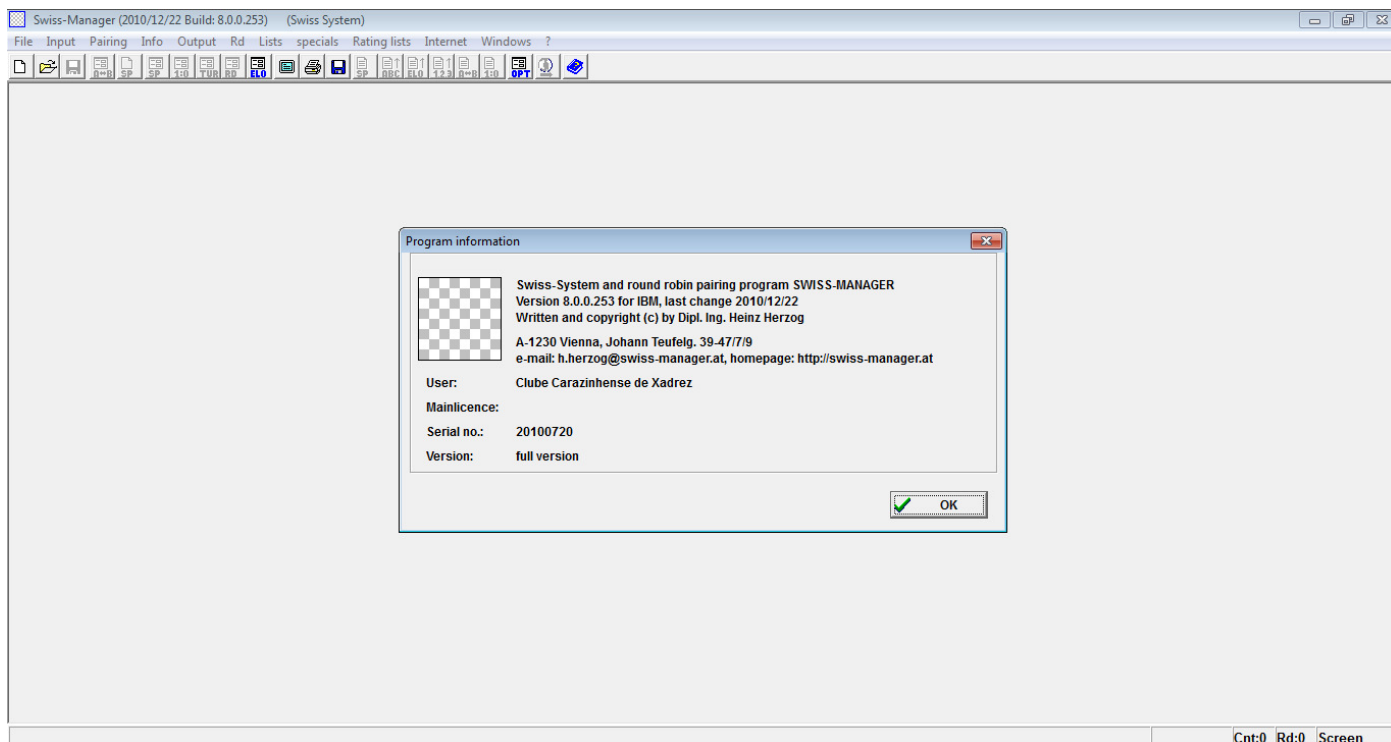 Swiss-Manager (2010/12/22 Build: 8.0.0.253) (Swiss System)
File Input Pairing Info Output Rd Lists specials Rating lists Internet Windows ?
A↔B SP SP 1:0 TUR RD ELO SP ABC ELO 123 A↔B 1:0 OPT
Program information
Swiss-System and round robin pairing program SWISS-MANAGER
Version 8.0.0.253 for IBM, last change 2010/12/22
Written and copyright (c) by Dipl. Ing. Heinz Herzog
A-1230 Vienna, Johann Teufelg. 39-47/7/9
e-mail: h.herzog@swiss-manager.at, homepage: http://swiss-manager.at
User: Clube Carazinhense de Xadrez
Mainlicence:
Serial no.: 20100720
Version: full version
OK
Cnt:0 Rd:0 Screen